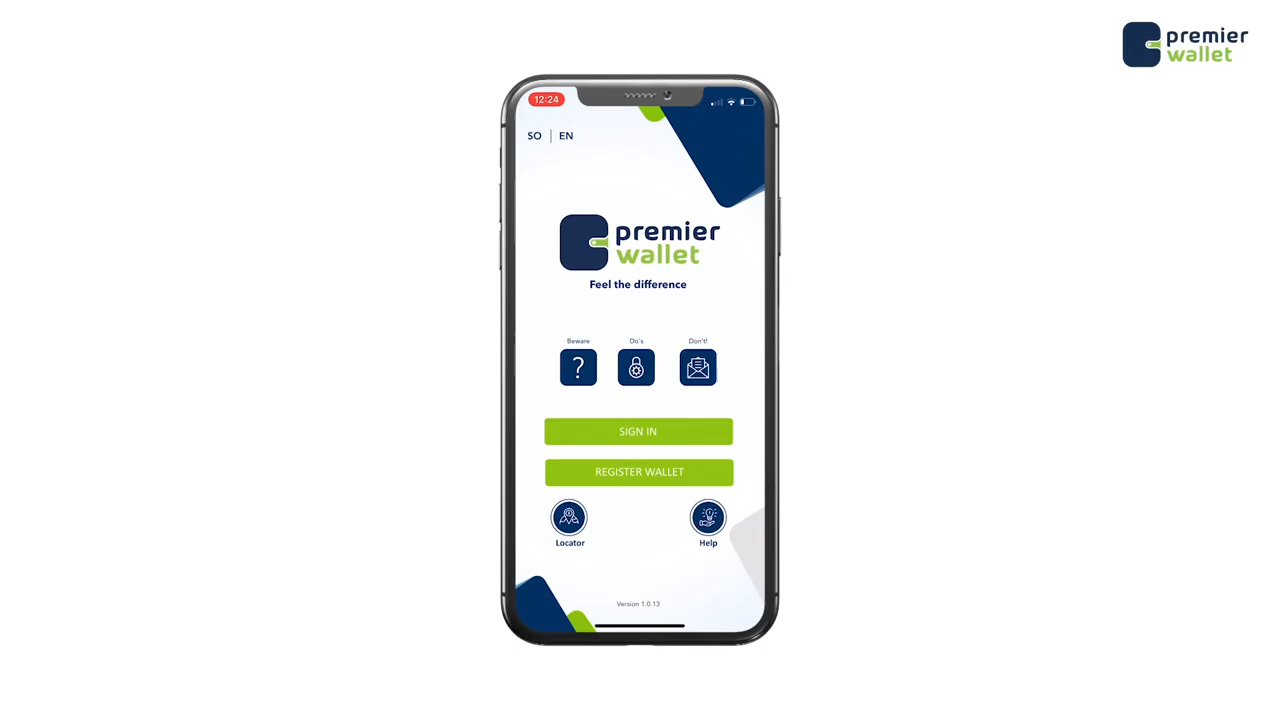 premier
wallet
12:24
SO | EN
premier
wallet
Feel the difference
Beware
Do's
Don't!
SIGN IN
REGISTER WALLET
Locator
Help
Version 1.0.13